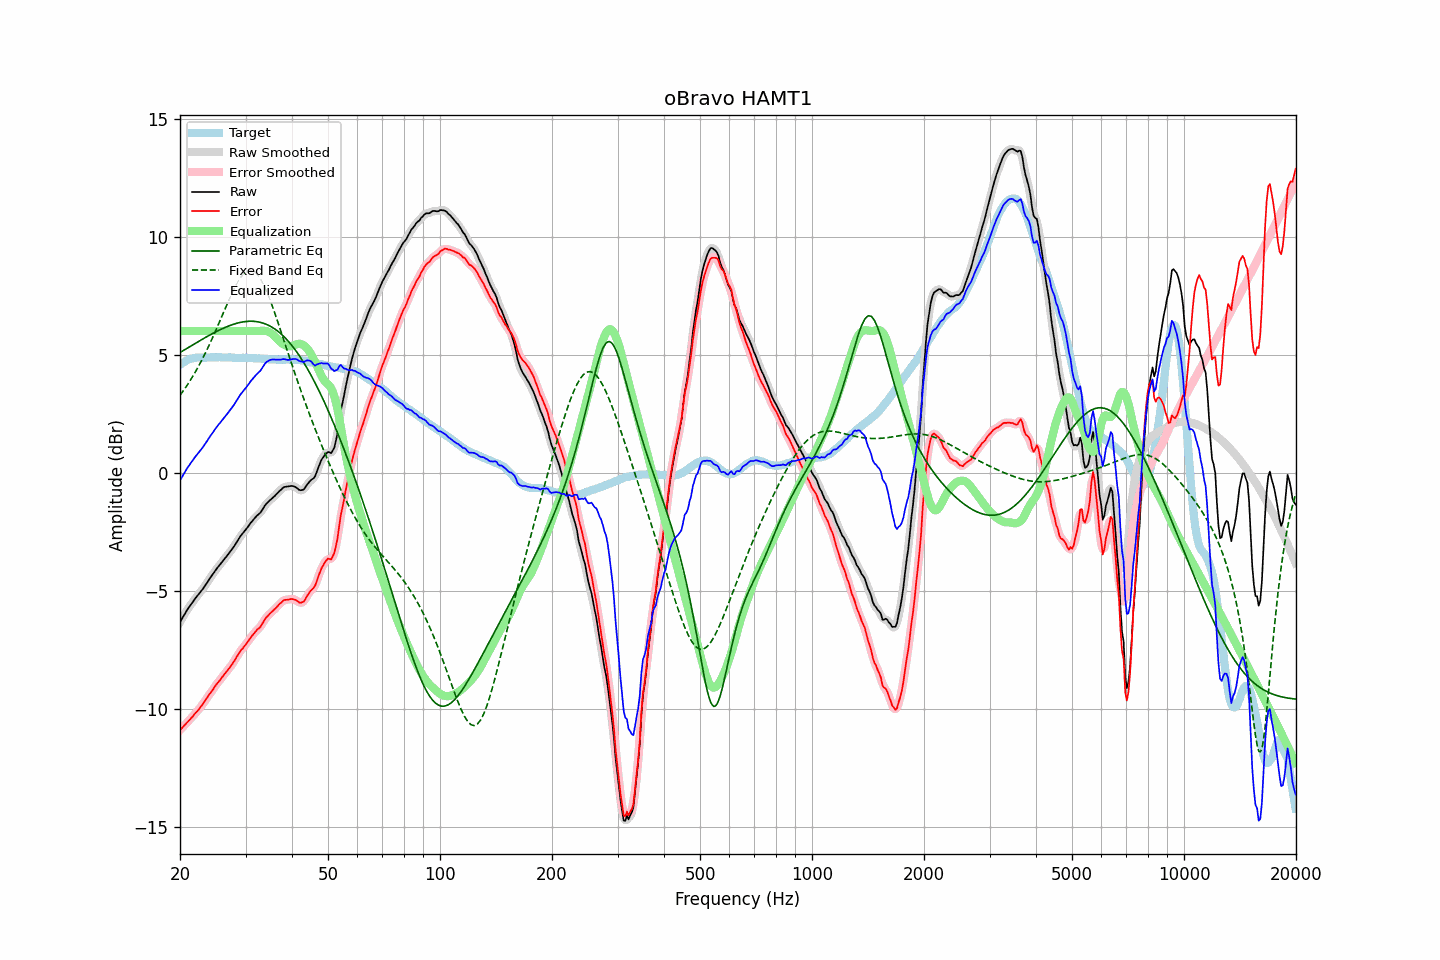 oBravo HAMT1
Amplitude (dBr)
15
10
5
0
−5
−10
−15
Target
Raw Smoothed
Error Smoothed
Raw
Error
Equalization
Parametric Eq
Fixed Band Eq
Equalized
20 50 100 200 500 1000 2000 5000 10000 20000
Frequency (Hz)